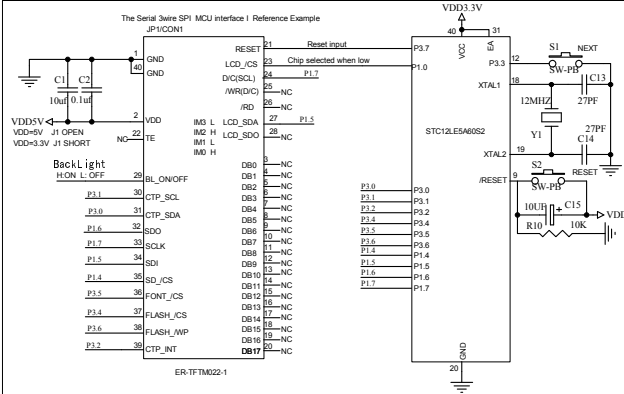 The Serial 3wire SPI MCU interface I Reference Example
JP1/CON1
VDD3.3V
1 GND
40 GND
C1 C2
10uf 0.1uf
VDD5V
2 VDD
VDD=5V J1 OPEN
VDD=3.3V J1 SHORT
NC 22 TE
BackLight
H:ON L: OFF
29 BL_ON/OFF
P3.1 30 CTP_SCL
P3.0 31 CTP_SDA
P1.6 32 SDO
P1.7 33 SCLK
P1.5 34 SDI
P1.4 35 SD_/CS
P3.5 36 FONT_/CS
P3.4 37 FLASH_/CS
P3.6 38 FLASH_/WP
P3.2 39 CTP_INT
RESET 21 Reset input
LCD_/CS 23 Chip selected when low
D/C(SCL) 24 P1.7
/WR(D/C) 25 NC
/RD 26 NC
IM3 L
IM2 H
IM1 L
IM0 H
LCD_SDA 27 P1.5
LCD_SDO 28 NC
DB0 3 NC
DB1 4 NC
DB2 5 NC
DB3 6 NC
DB4 7 NC
DB5 8 NC
DB6 9 NC
DB7 10 NC
DB8 11 NC
DB9 12 NC
DB10 13 NC
DB11 14 NC
DB12 15 NC
DB13 16 NC
DB14 17 NC
DB15 18 NC
DB16 19 NC
DB17 20 NC
ER-TFTM022-1
40 31
VCC EA
P3.7
P1.0
STC12LE5A60S2
P3.0 P3.0
P3.1 P3.1
P3.2 P3.2
P3.4 P3.4
P3.5 P3.5
P3.6 P3.6
P1.4 P1.4
P1.5 P1.5
P1.6 P1.6
P1.7 P1.7
GND
20
P3.3 12
S1 NEXT
SW-PB
XTAL1 18
C13
12MHZ 27PF
Y1
27PF
XTAL2 19
C14
S2 RESET
/RESET 9
SW-PB
10UF + C15
VDD
R10 10K